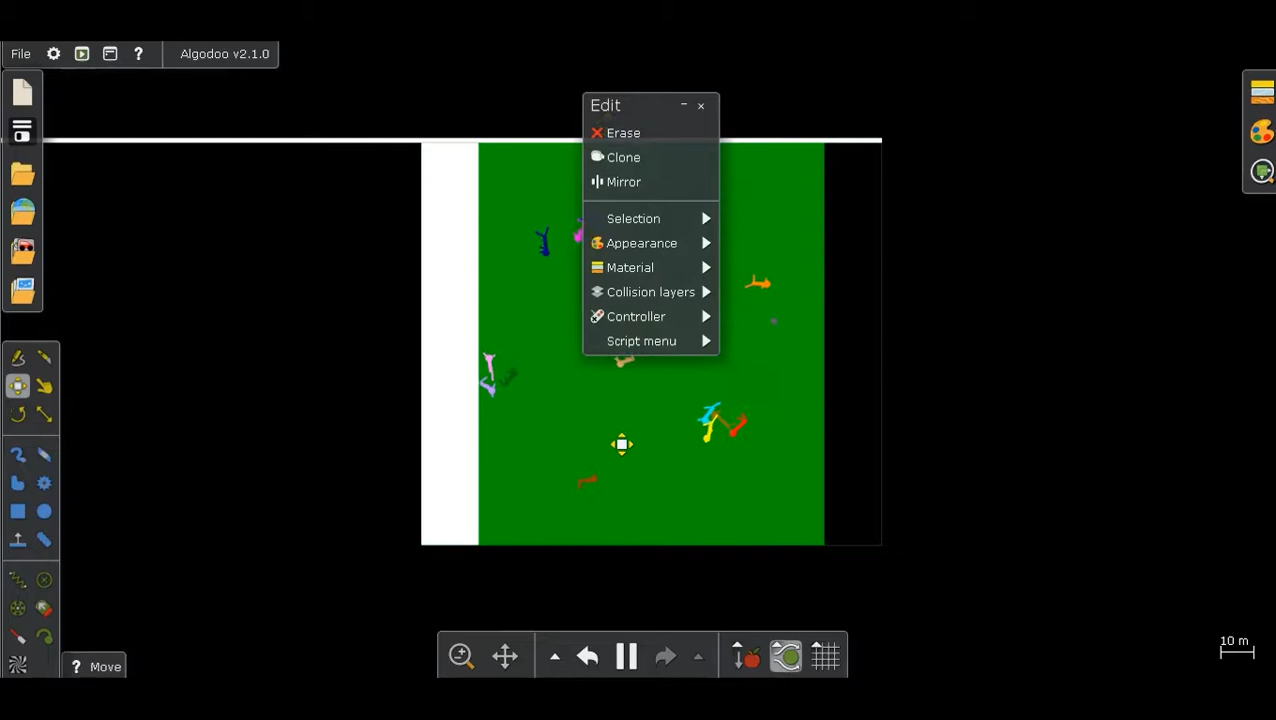 File
?
Algodoo v2.1.0
Edit
Erase
Clone
Mirror
Selection
Appearance
Material
Collision layers
Controller
Script menu
? Move
10 m